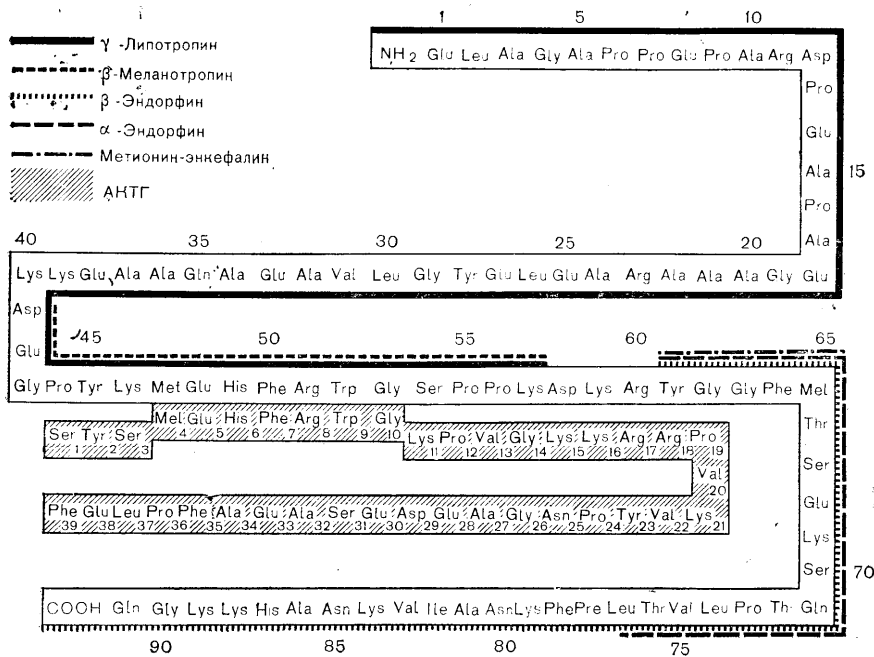 1 5 10
γ -Липотропин
NH2 Glu Leu Ala Gly Ala Pro Pro Glu Pro Ala Arg Asp
β-Меланотропин
Pro
β -Эндорфин
Glu
α -Эндорфин
Метионин-энкефалин
Ala 15
АКТГ
Pro
40 35 30 25 20 Ala
Lys Lys Glu Ala Ala Gln Ala Glu Ala Val Leu Gly Tyr Glu Leu Glu Ala Arg Ala Ala Ala Gly Glu
Asp
45 50 55 60 65
Glu
Gly Pro Tyr Lys Met Glu His Phe Arg Trp Gly Ser Pro Pro Lys Asp Lys Arg Tyr Gly Gly Phe Met
Met Glu His Phe Arg Trp Gly Thr
Ser Tyr Ser 4 5 6 7 8 9 10 Lys Pro Val Gly Lys Lys Arg Arg Pro
1 2 3 11 12 13 14 15 16 17 18 19
Ser
Val
20
Phe Glu Leu Pro Phe Ala Glu Ala Ser Glu Asp Glu Ala Gly Asn Pro Tyr Val Lys Glu
39 38 37 36 35 34 33 32 31 30 29 28 27 26 25 24 23 22 21
Lys
Ser 70
COOH Gln Gly Lys Lys His Ala Asn Lys Val Ile Ala Asn Lys Phe Pre Leu Thr Val Leu Pro Th Gln
90 85 80 75